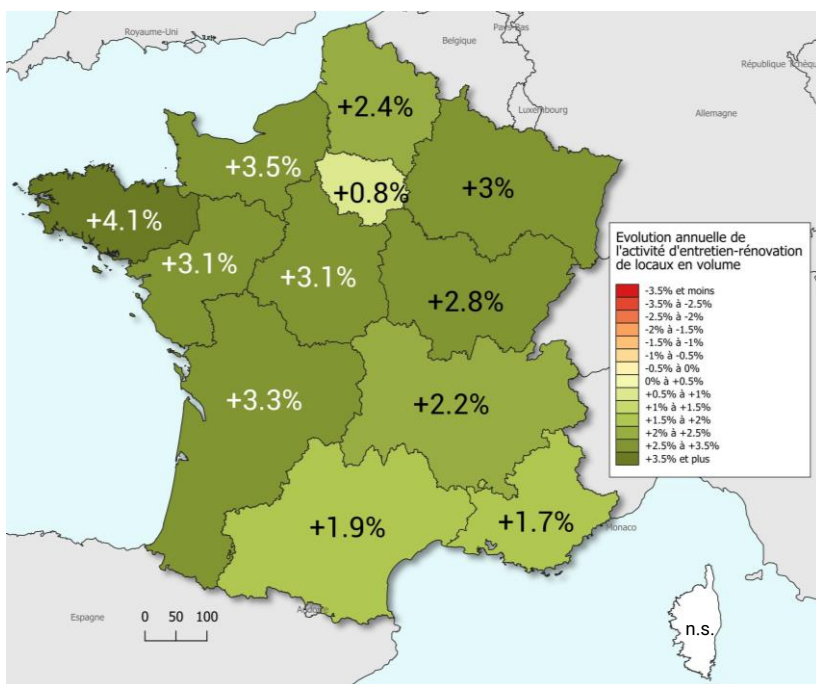 Royaume-Uni
Belgique
Pays-Bas
République Tchèque
Luxembourg
Allemagne
+2.4%
+3.5%
+0.8%
+3%
+4.1%
+3.1%
+3.1%
+2.8%
Evolution annuelle de
l'activité d'entretien-rénovation
de locaux en volume
-3.5% et moins
-3.5% à -2.5%
-2.5% à -2%
-2% à -1.5%
-1.5% à -1%
-1% à -0.5%
-0.5% à 0%
0% à +0.5%
+0.5% à +1%
+1% à +1.5%
+1.5% à +2%
+2% à +2.5%
+2.5% à +3.5%
+3.5% et plus
+3.3%
+2.2%
+1.9%
+1.7%
Monaco
Andorre
Espagne
0 50 100
n.s.